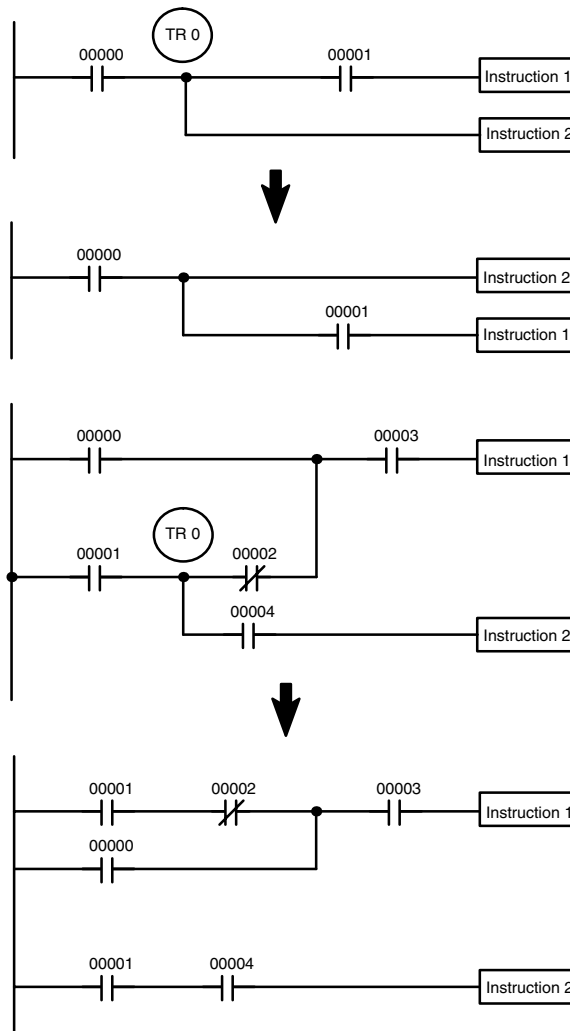 TR 0
00000 00001
Instruction 1
Instruction 2
00000
Instruction 2
00001
Instruction 1
00000 00003
Instruction 1
TR 0
00001 00002
00004
Instruction 2
00001 00002 00003
Instruction 1
00000
00001 00004
Instruction 2